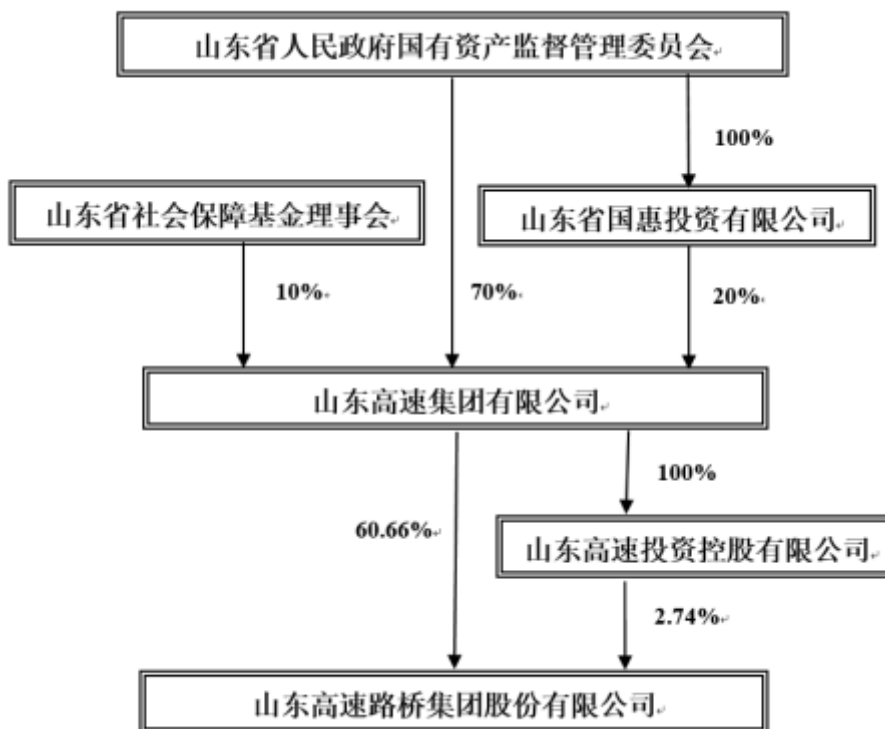 山东省人民政府国有资产监督管理委员会
100%
山东省社会保障基金理事会
山东省国惠投资有限公司
10%
70%
20%
山东高速集团有限公司
100%
60.66%
山东高速投资控股有限公司
2.74%
山东高速路桥集团股份有限公司